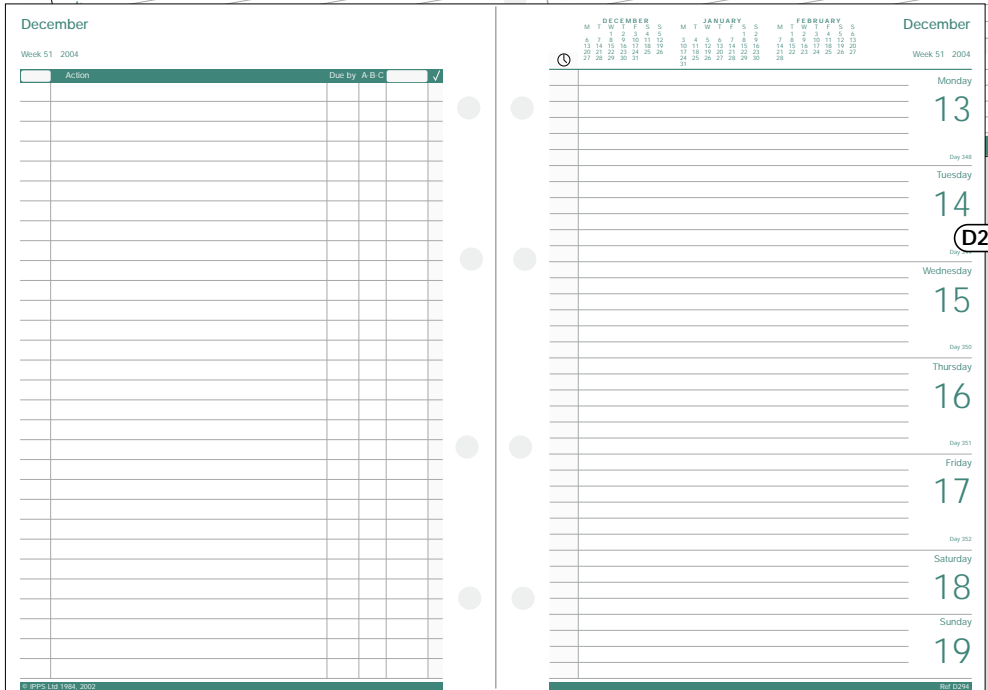 December
Week 51 2004
Action Due by A·B·C ✓
© IPPS Ltd 1984, 2002
DECEMBER
M T W T F S S
1 2 3 4 5
6 7 8 9 10 11 12
13 14 15 16 17 18 19
20 21 22 23 24 25 26
27 28 29 30 31
JANUARY
M T W T F S S
1 2
3 4 5 6 7 8 9
10 11 12 13 14 15 16
17 18 19 20 21 22 23
24 25 26 27 28 29 30
31
FEBRUARY
M T W T F S S
1 2 3 4 5 6
7 8 9 10 11 12 13
14 15 16 17 18 19 20
21 22 23 24 25 26 27
28
December
Week 51 2004
Monday
13
Day 348
Tuesday
14
D2
Day
Wednesday
15
Day 350
Thursday
16
Day 351
Friday
17
Day 352
Saturday
18
Sunday
19
Ref D294